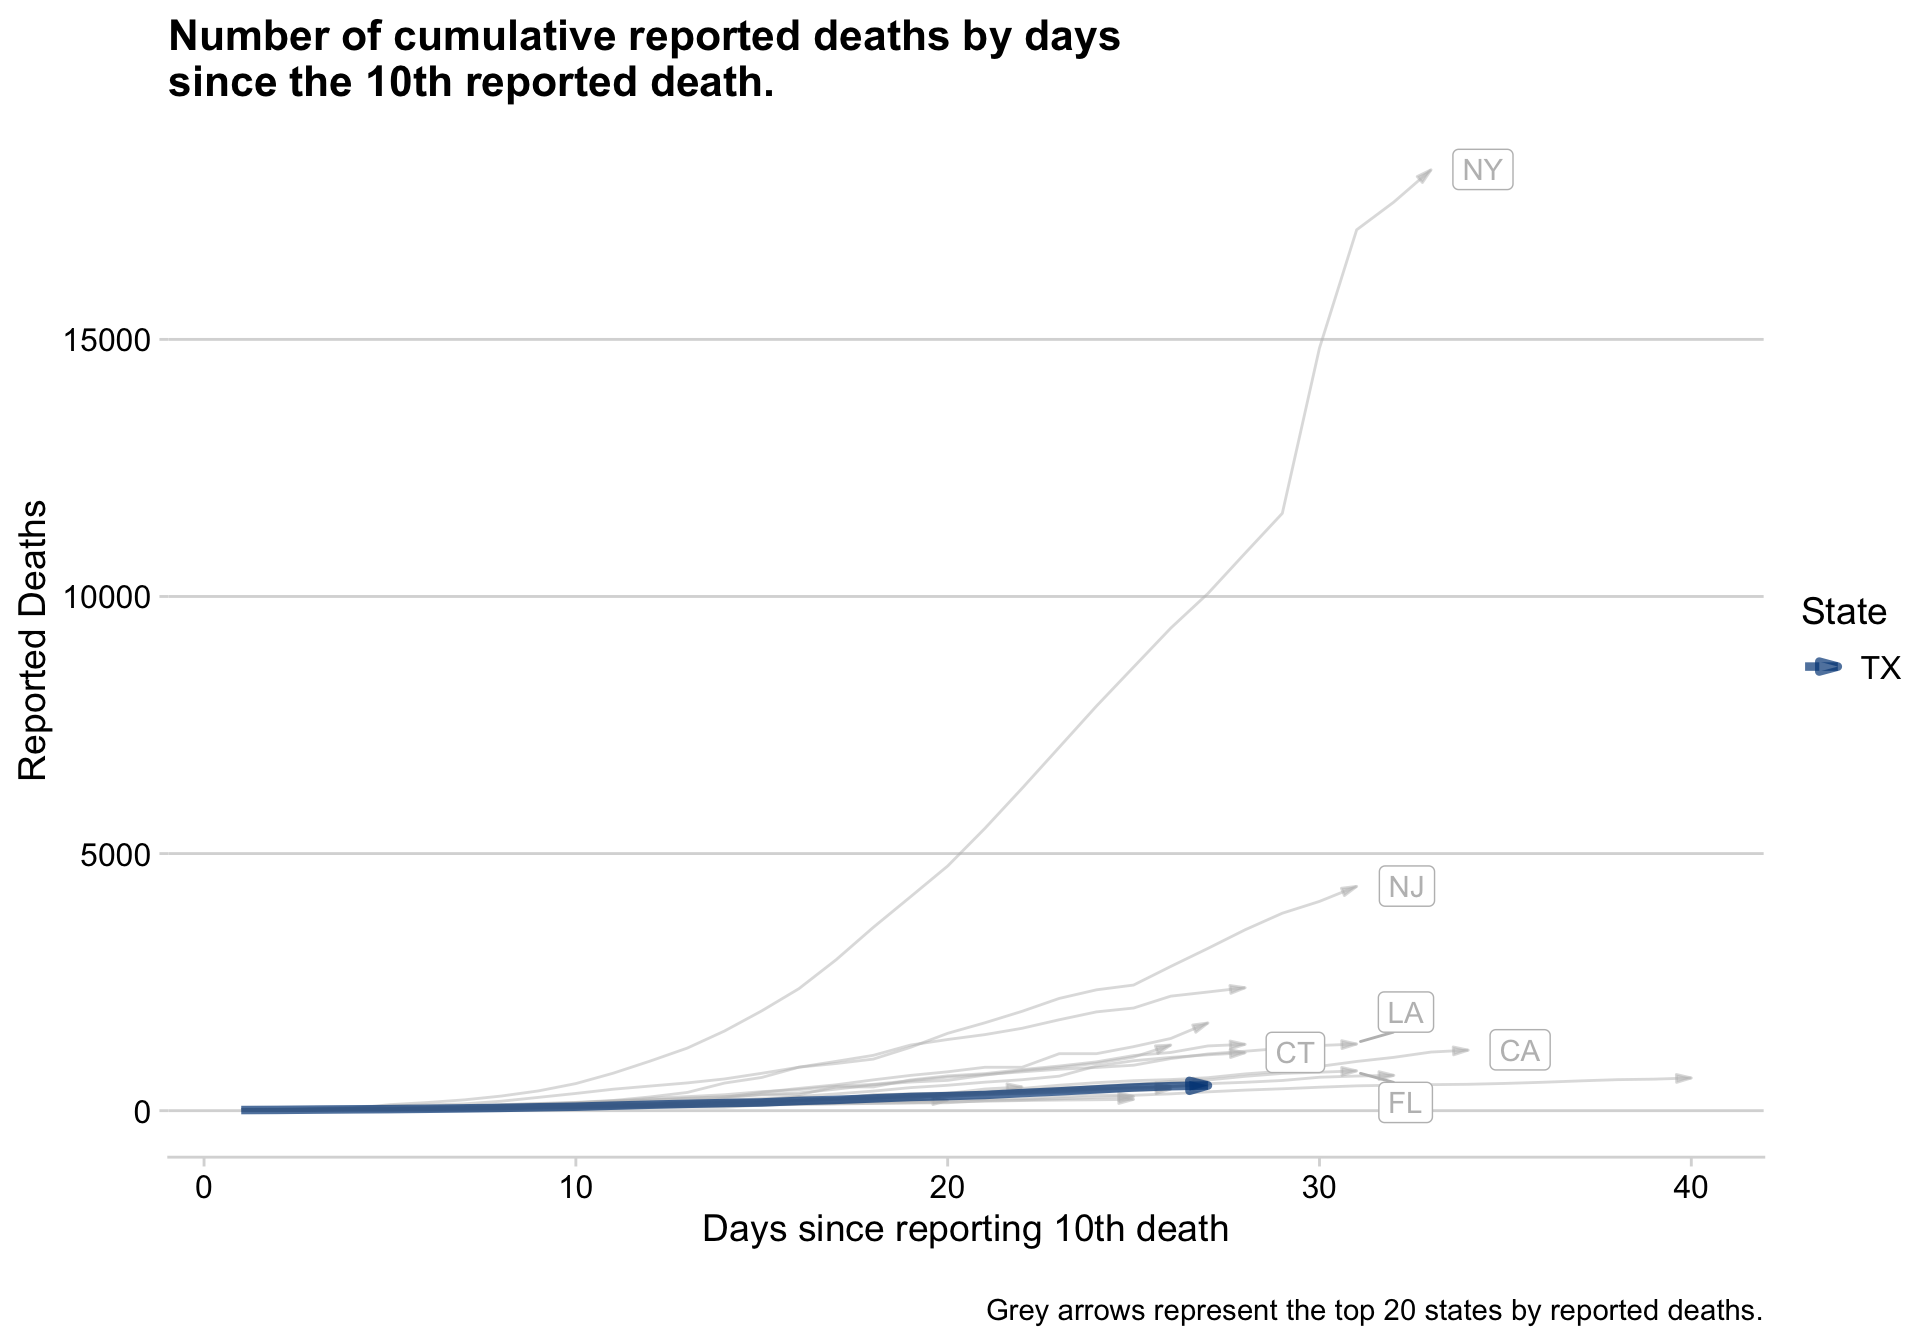 Number of cumulative reported deaths by days
since the 10th reported death.
NY
15000
10000
5000
0
Reported Deaths
State
TX
NJ
LA
CT
CA
FL
0 10 20 30 40
Days since reporting 10th death
Grey arrows represent the top 20 states by reported deaths.